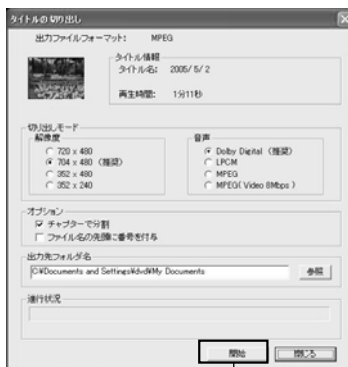 タイトルの切り出し
出力ファイルフォーマット: MPEG
タイトル情報
タイトル名: 2005/ 5/ 2
再生時間: 1分11秒
切り出しモード
解像度
720 x 480
704 x 480 (推奨)
352 x 480
352 x 240
音声
Dolby Digital (推奨)
LPCM
MPEG
MPEG( Video 8Mbps )
オプション
チャプターで分割
ファイル名の先頭に番号を付与
出力先フォルダ名
C:¥Documents and Settings¥dvd¥My Documents
参照
進行状況
開始
閉じる